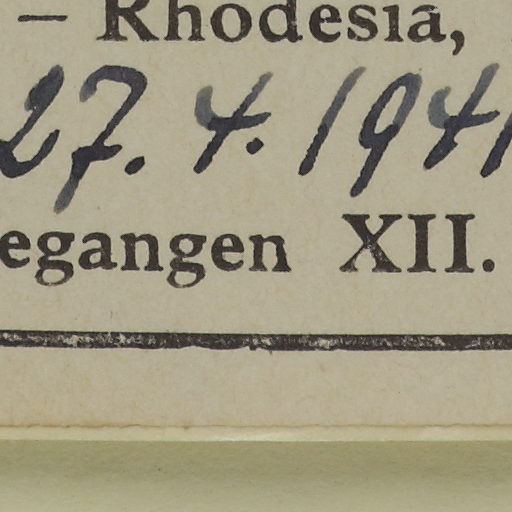 – Rhodesia,
27. 4. 1941
egangen XII.